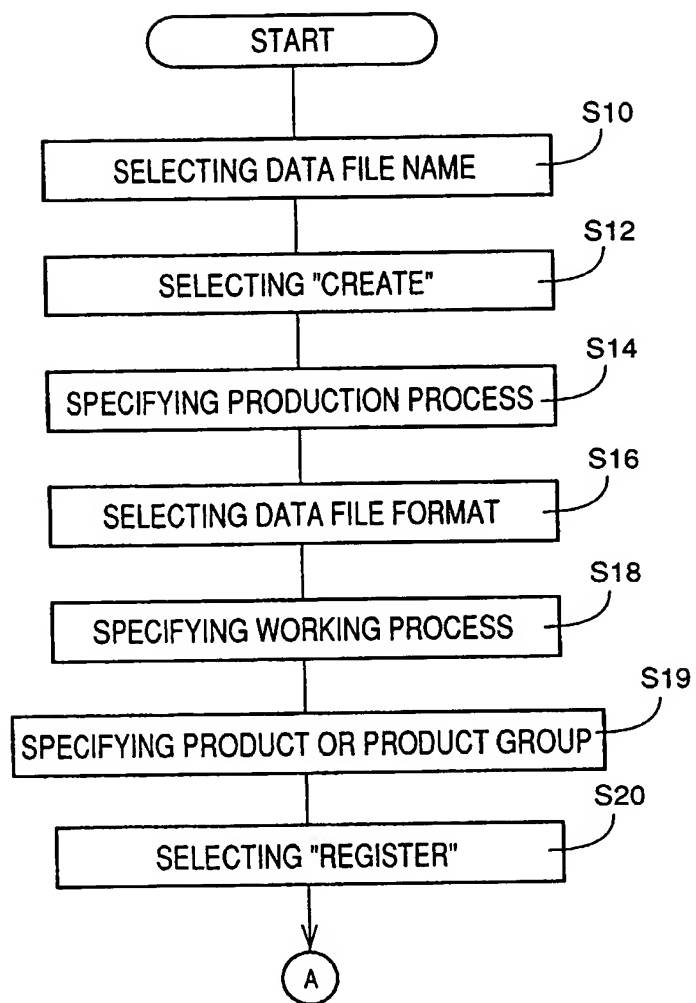 START
S10
SELECTING DATA FILE NAME
S12
SELECTING "CREATE"
S14
SPECIFYING PRODUCTION PROCESS
S16
SELECTING DATA FILE FORMAT
S18
SPECIFYING WORKING PROCESS
S19
SPECIFYING PRODUCT OR PRODUCT GROUP
S20
SELECTING "REGISTER"
A